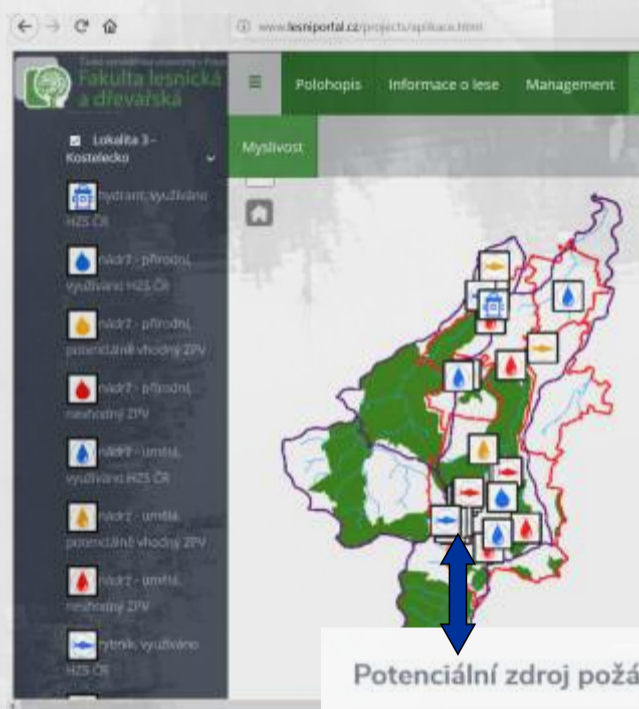 www.lesniportal.cz/projects/aplikace.html
Fakulta lesnická
a dřevařská
Polohopis
Informace o lese
Management
Myslivost
Lokalita 3 -
Kostelecko
hydrant, využíváno
HZS ČR
nádrž - přírodní,
využíváno HZS ČR
nádrž - přírodní,
potenciálně vhodný ZPV
nádrž - přírodní,
nevhodný ZPV
nádrž - umělá,
využíváno HZS ČR
nádrž - umělá,
potenciálně vhodný ZPV
nádrž - umělá,
nevhodný ZPV
rybník, využíváno
HZS ČR
Potenciální zdroj požá